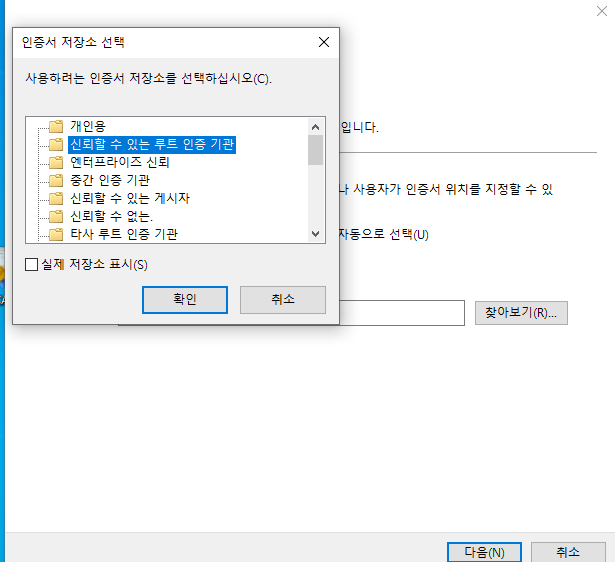 인증서 저장소 선택
사용하려는 인증서 저장소를 선택하십시오(C).
개인용
신뢰할 수 있는 루트 인증 기관
엔터프라이즈 신뢰
중간 인증 기관
신뢰할 수 있는 게시자
신뢰할 수 없는.
타사 루트 인증 기관
실제 저장소 표시(S)
확인
취소
입니다.
나 사용자가 인증서 위치를 지정할 수 있
자동으로 선택(U)
찾아보기(R)...
다음(N)
취소